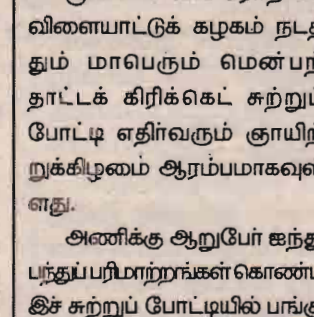 விளையாட்டுக் கழகம் நடத்
தும் மாபெரும் மென்பந்
தாட்டக் கிரிக்கெட் சுற்றுப்
போட்டி எதிர்வரும் ஞாயிற்
றுக்கிழமை ஆரம்பமாகவுள்
ளது.
அணிக்கு ஆறுபேர் ஐந்து
பந்துப் பரிமாற்றங்கள் கொண்ட
இச் சுற்றுப் போட்டியில் பங்கு